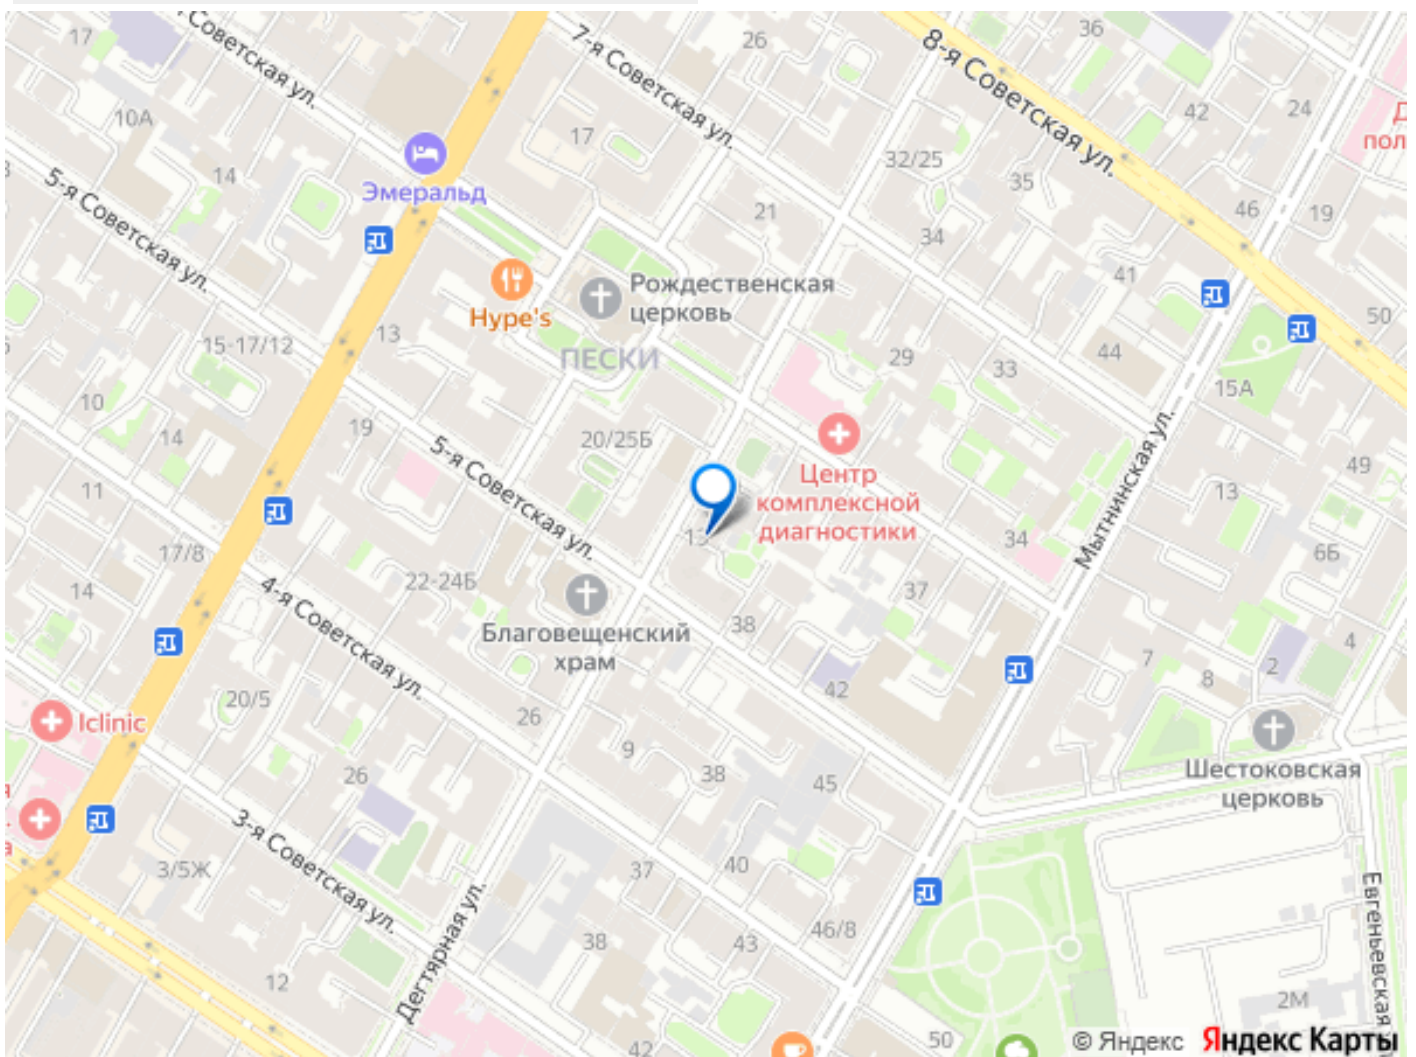 17
Советская ул.
7-я Советская ул.
26
8-я Советская ул.
36
42
24
10А
17
14
Эмеральд
5-я Советская ул.
32/25
35
21
34
46
19
41
Рождественская
церковь
Hype's
ПЕСКИ
15-17/12
13
29
33
44
50
15А
10
14
19
20/25Б
5-я Советская ул.
Центр
комплексной
диагностики
Мытнинская ул.
49
13
11
13
34
6Б
17/8
14
22-24Б
4-я Советская ул.
37
Благовещенский
храм
38
42
7
8
2
4
Iclinic
20/5
26
9
38
45
Шестоковская
церковь
26
3-я Советская ул.
3/5Ж
37
40
Дегтярная ул.
38
43
46/8
Евгеньевская
12
2М
42
50
© Яндекс Яндекс Карты